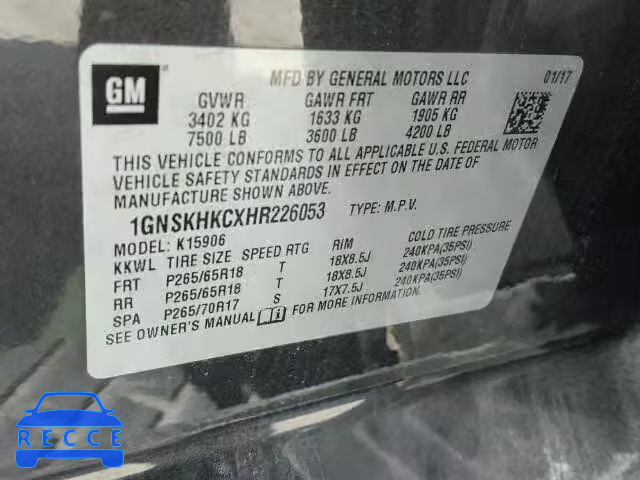 GM
MFD BY GENERAL MOTORS LLC 01/17
GVWR GAWR FRT GAWR RR
3402 KG 1633 KG 1905 KG
7500 LB 3600 LB 4200 LB
THIS VEHICLE CONFORMS TO ALL APPLICABLE U.S. FEDERAL MOTOR
VEHICLE SAFETY STANDARDS IN EFFECT ON THE DATE OF
MANUFACTURE SHOWN ABOVE.
1GNSKHKCXHR226053 TYPE: M.P.V.
MODEL: K15906
KKWL TIRE SIZE SPEED RTG RIM COLD TIRE PRESSURE
FRT P265/65R18 T 18X8.5J 240KPA(35PSI)
RR P265/65R18 T 18X8.5J 240KPA(35PSI)
SPA P265/70R17 S 17X7.5J 240KPA(35PSI)
SEE OWNER'S MANUAL FOR MORE INFORMATION.
RECCE